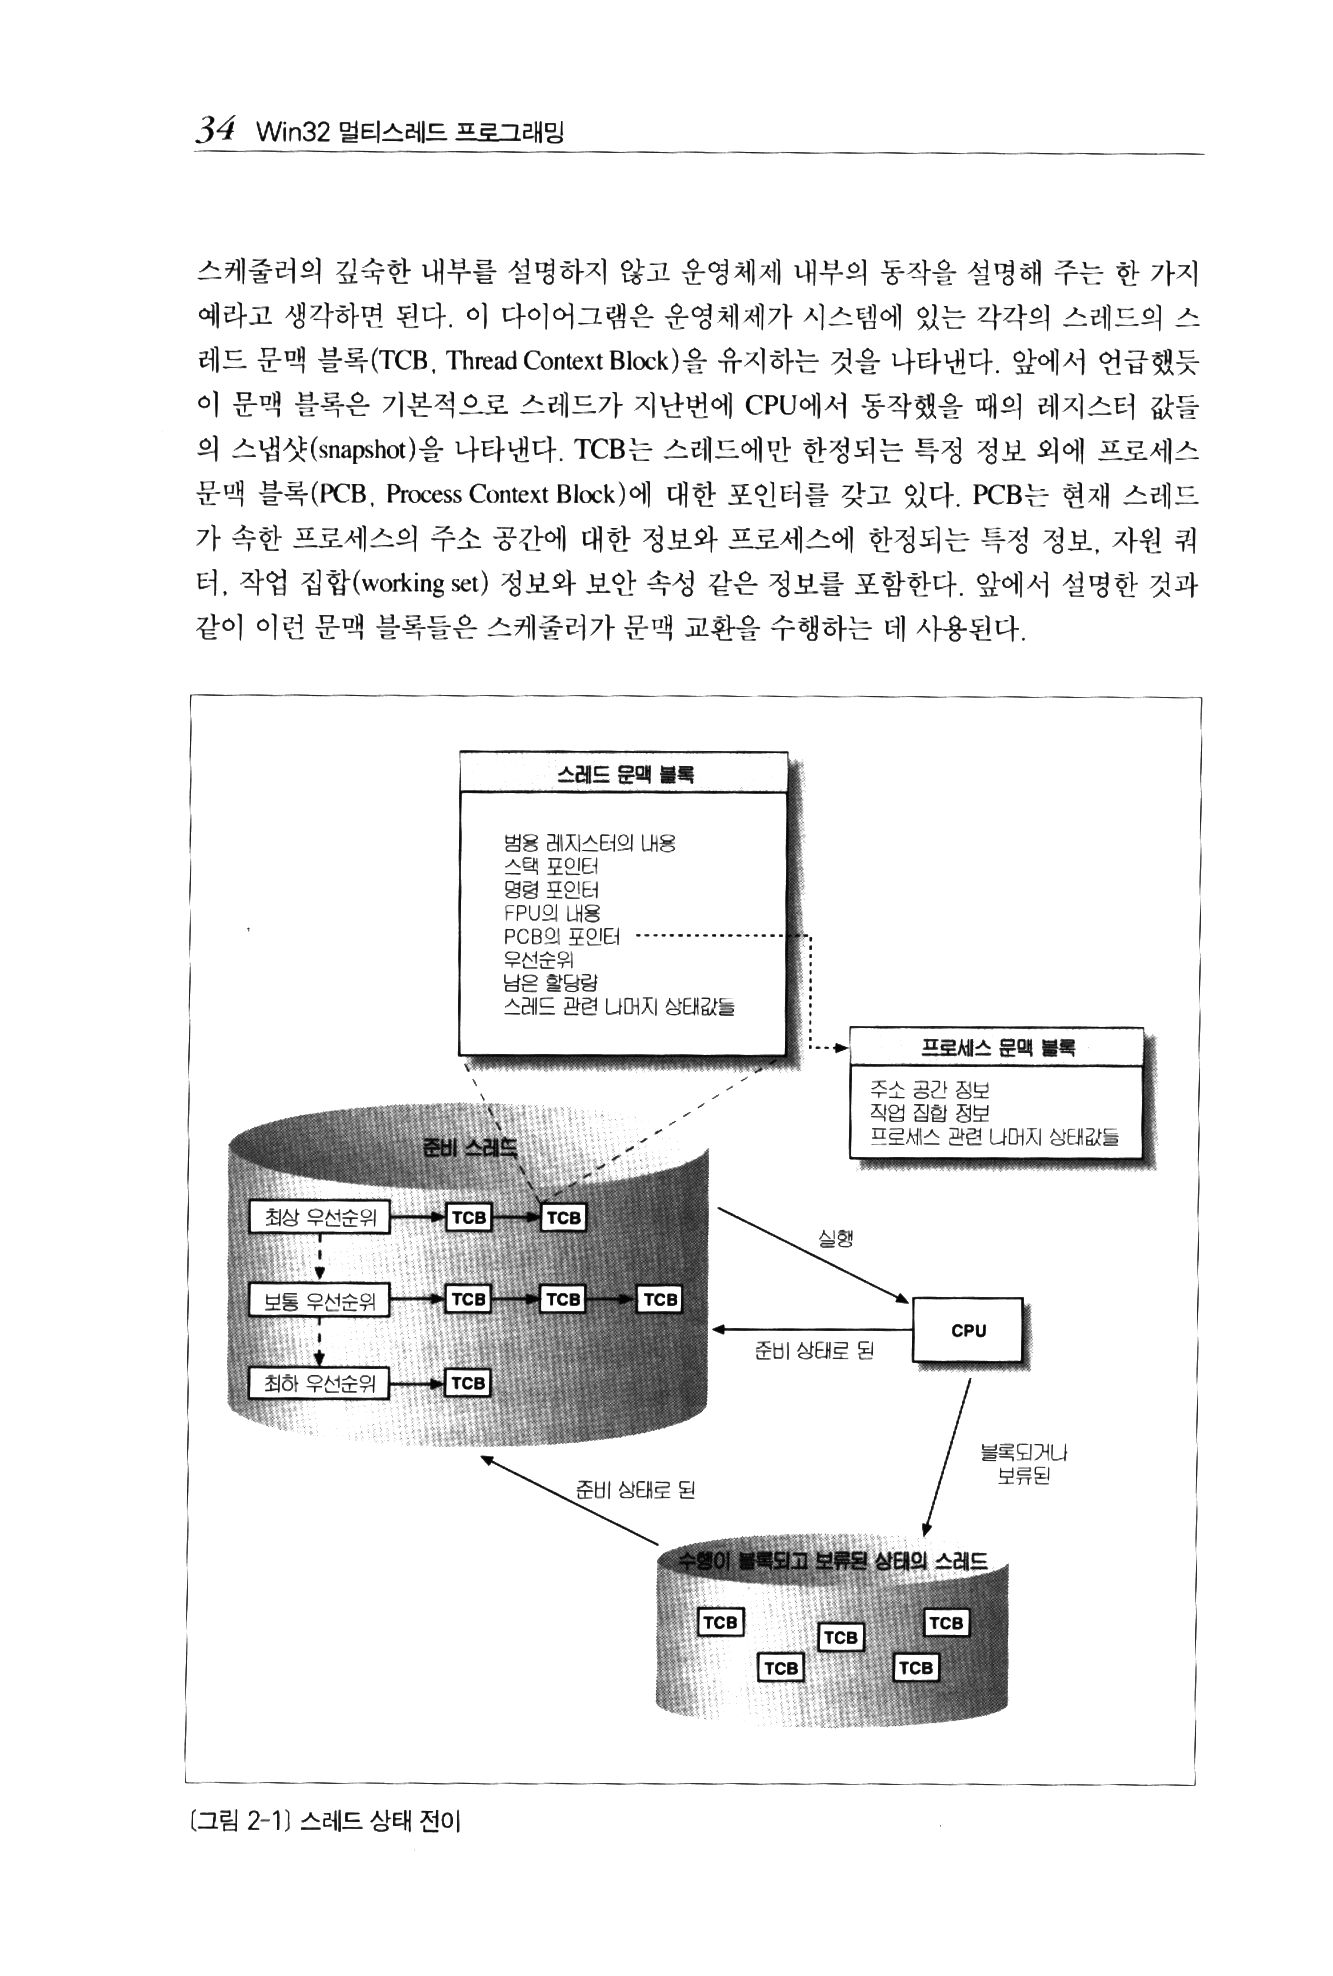 34 Win32 멀티스레드 프로그래밍
스케줄러의 깊숙한 내부를 설명하지 않고 운영체제 내부의 동작을 설명해 주는 한 가지
예라고 생각하면 된다. 이 다이어그램은 운영체제가 시스템에 있는 각각의 스레드의 스
레드 문맥 블록(TCB, Thread Context Block)을 유지하는 것을 나타낸다. 앞에서 언급했듯
이 문맥 블록은 기본적으로 스레드가 지난번에 CPU에서 동작했을 때의 레지스터 값들
의 스냅샷(snapshot)을 나타낸다. TCB는 스레드에만 한정되는 특정 정보 외에 프로세스
문맥 블록(PCB, Process Context Block)에 대한 포인터를 갖고 있다. PCB는 현재 스레드
가 속한 프로세스의 주소 공간에 대한 정보와 프로세스에 한정되는 특정 정보, 자원 쿼
터, 작업 집합(working set) 정보와 보안 속성 같은 정보를 포함한다. 앞에서 설명한 것과
같이 이런 문맥 블록들은 스케줄러가 문맥 교환을 수행하는 데 사용된다.
스레드 문맥 블록
범용 레지스터의 내용
스택 포인터
명령 포인터
FPU의 내용
PCB의 포인터
우선순위
남은 할당량
스레드 관련 나머지 상태값들
프로세스 문맥 블록
주소 공간 정보
작업 집합 정보
프로세스 관련 나머지 상태값들
준비 스레드
최상 우선순위 TCB TCB
실행
보통 우선순위 TCB TCB TCB
CPU
준비 상태로 된
최하 우선순위 TCB
블록되거나
보류된
준비 상태로 된
수행이 블록되고 보류된 상태의 스레드
TCB TCB TCB
TCB TCB
[그림 2-1] 스레드 상태 전이